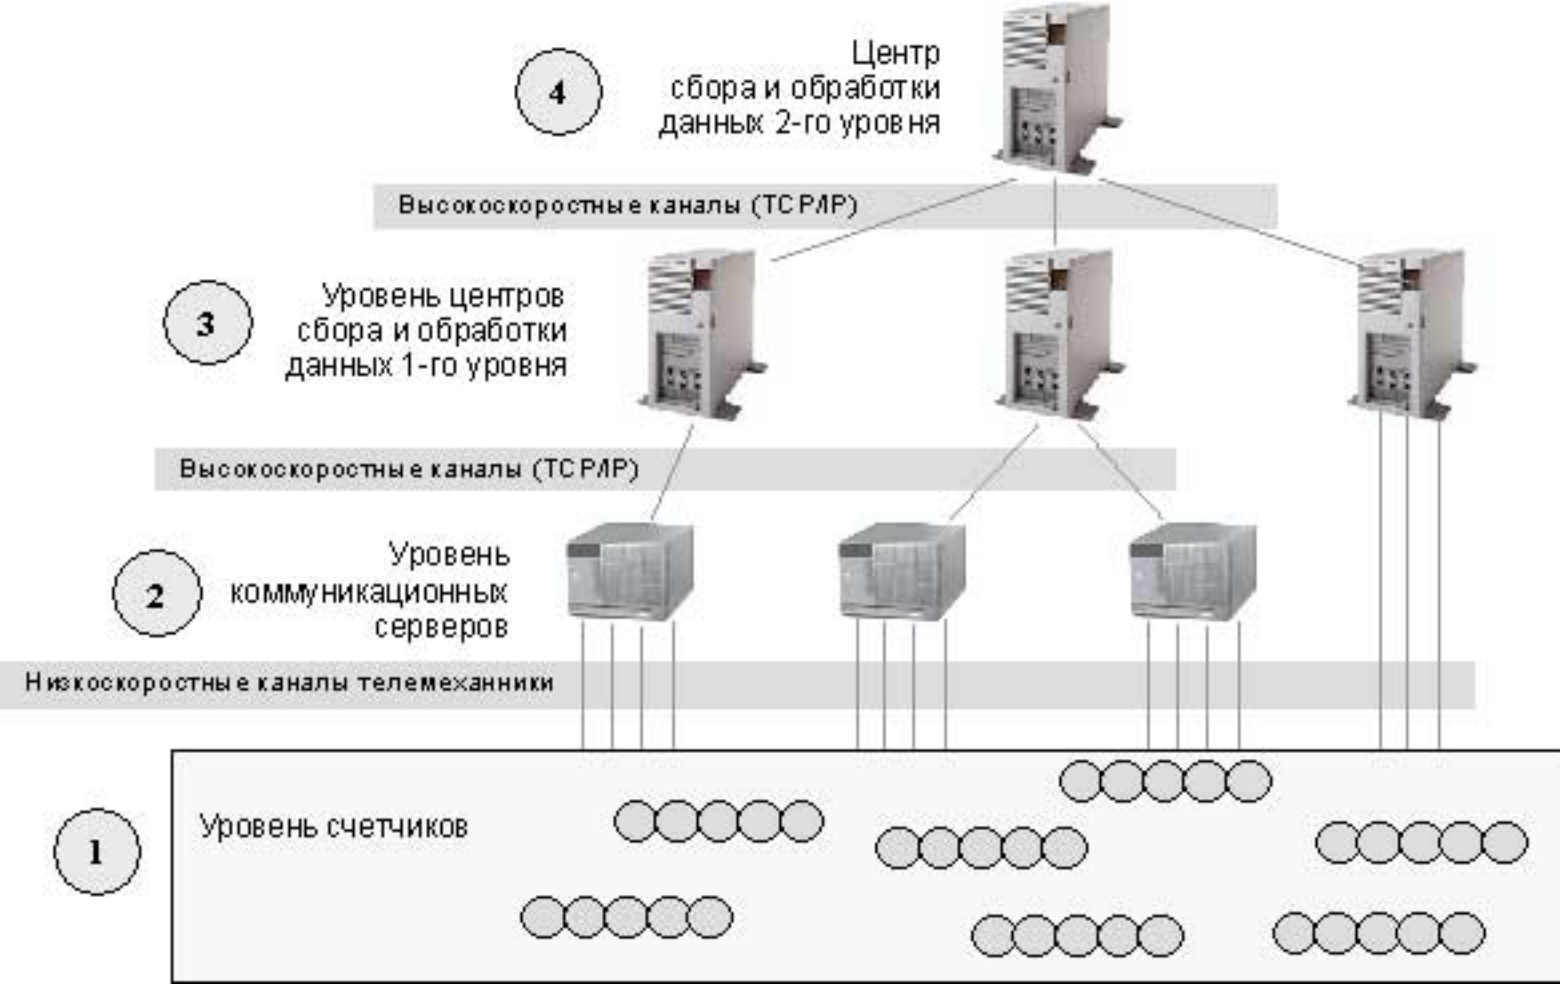 4
Центр
сбора и обработки
данных 2-го уровня
Высокоскоростные каналы (TCP/IP)
3
Уровень центров
сбора и обработки
данных 1-го уровня
Высокоскоростные каналы (TCP/IP)
2
Уровень
коммуникационных
серверов
Низкоскоростные каналы телемеханники
1
Уровень счетчиков